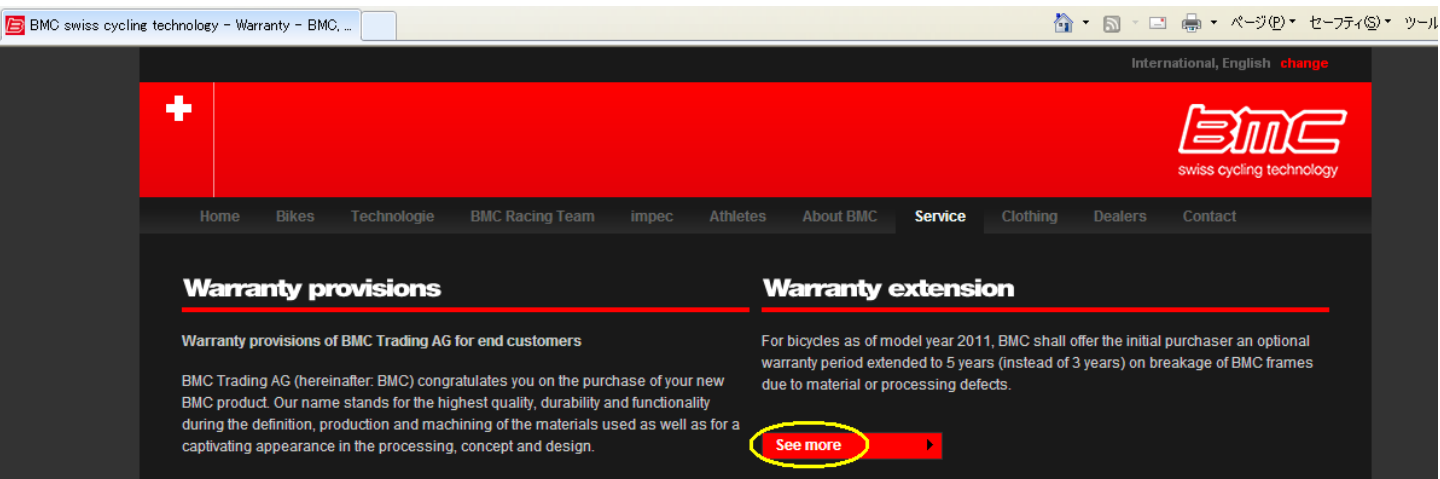 BMC swiss cycling technology - Warranty - BMC, ...
ページ(P) セーフティ(S) ツール
International, English change
BMC
swiss cycling technology
Home Bikes Technologie BMC Racing Team impec Athletes About BMC Service Clothing Dealers Contact
Warranty provisions
Warranty provisions of BMC Trading AG for end customers
BMC Trading AG (hereinafter: BMC) congratulates you on the purchase of your new
BMC product. Our name stands for the highest quality, durability and functionality
during the definition, production and machining of the materials used as well as for a
captivating appearance in the processing, concept and design.
Warranty extension
For bicycles as of model year 2011, BMC shall offer the initial purchaser an optional
warranty period extended to 5 years (instead of 3 years) on breakage of BMC frames
due to material or processing defects.
See more